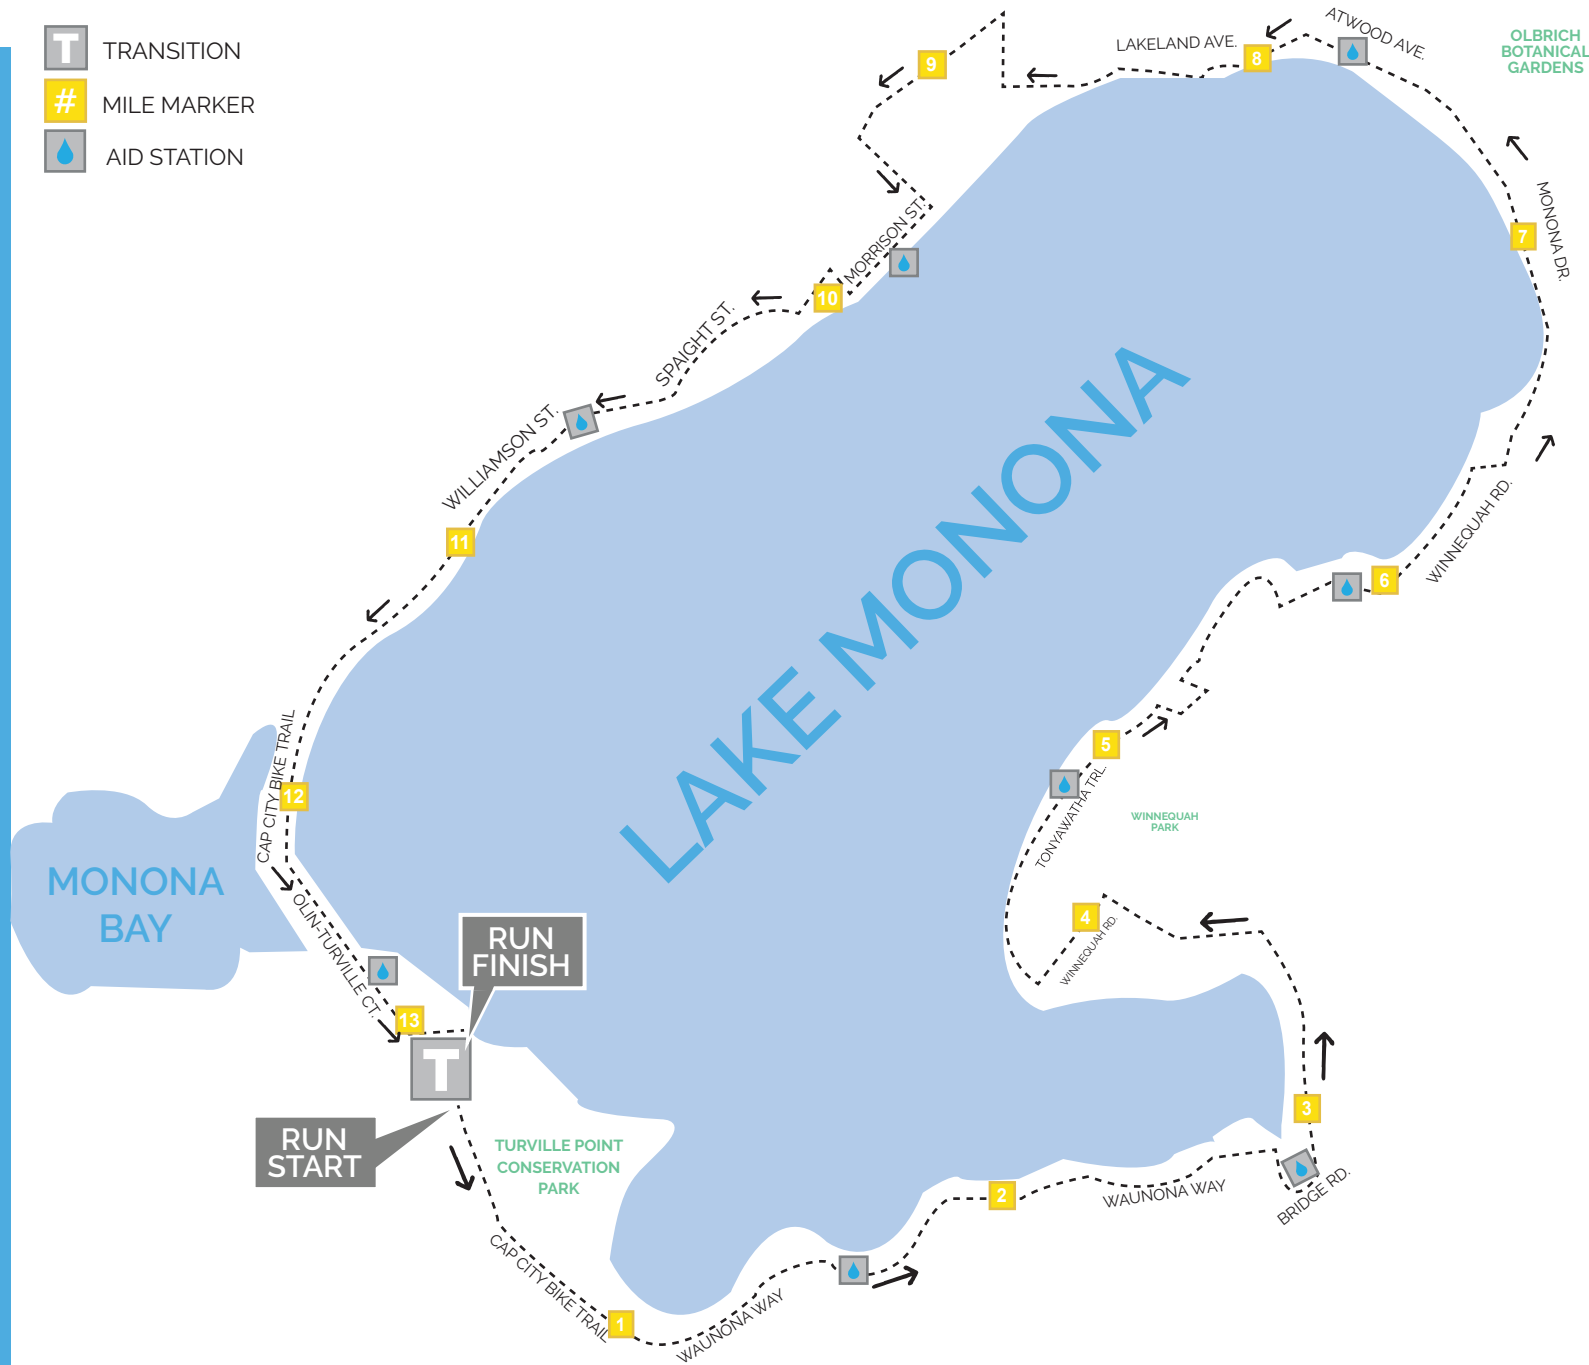 T TRANSITION
# MILE MARKER
AID STATION
ATWOOD AVE.
LAKELAND AVE.
OLBRICH
BOTANICAL
GARDENS
8
9
MONONA DR.
7
MORRISON ST.
10
SPAIGHT ST.
WILLIAMSON ST.
11
LAKE MONONA
WINNEQUAH RD.
6
5
TONYAWATHA TRL.
WINNEQUAH
PARK
CAP CITY BIKE TRAIL
12
MONONA
BAY
OLIN-TURVILLE CT.
4
WINNEQUAH RD.
RUN
FINISH
13
T
RUN
START
TURVILLE POINT
CONSERVATION
PARK
3
BRIDGE RD.
WAUNONA WAY
2
CAP CITY BIKE TRAIL
1
WAUNONA WAY